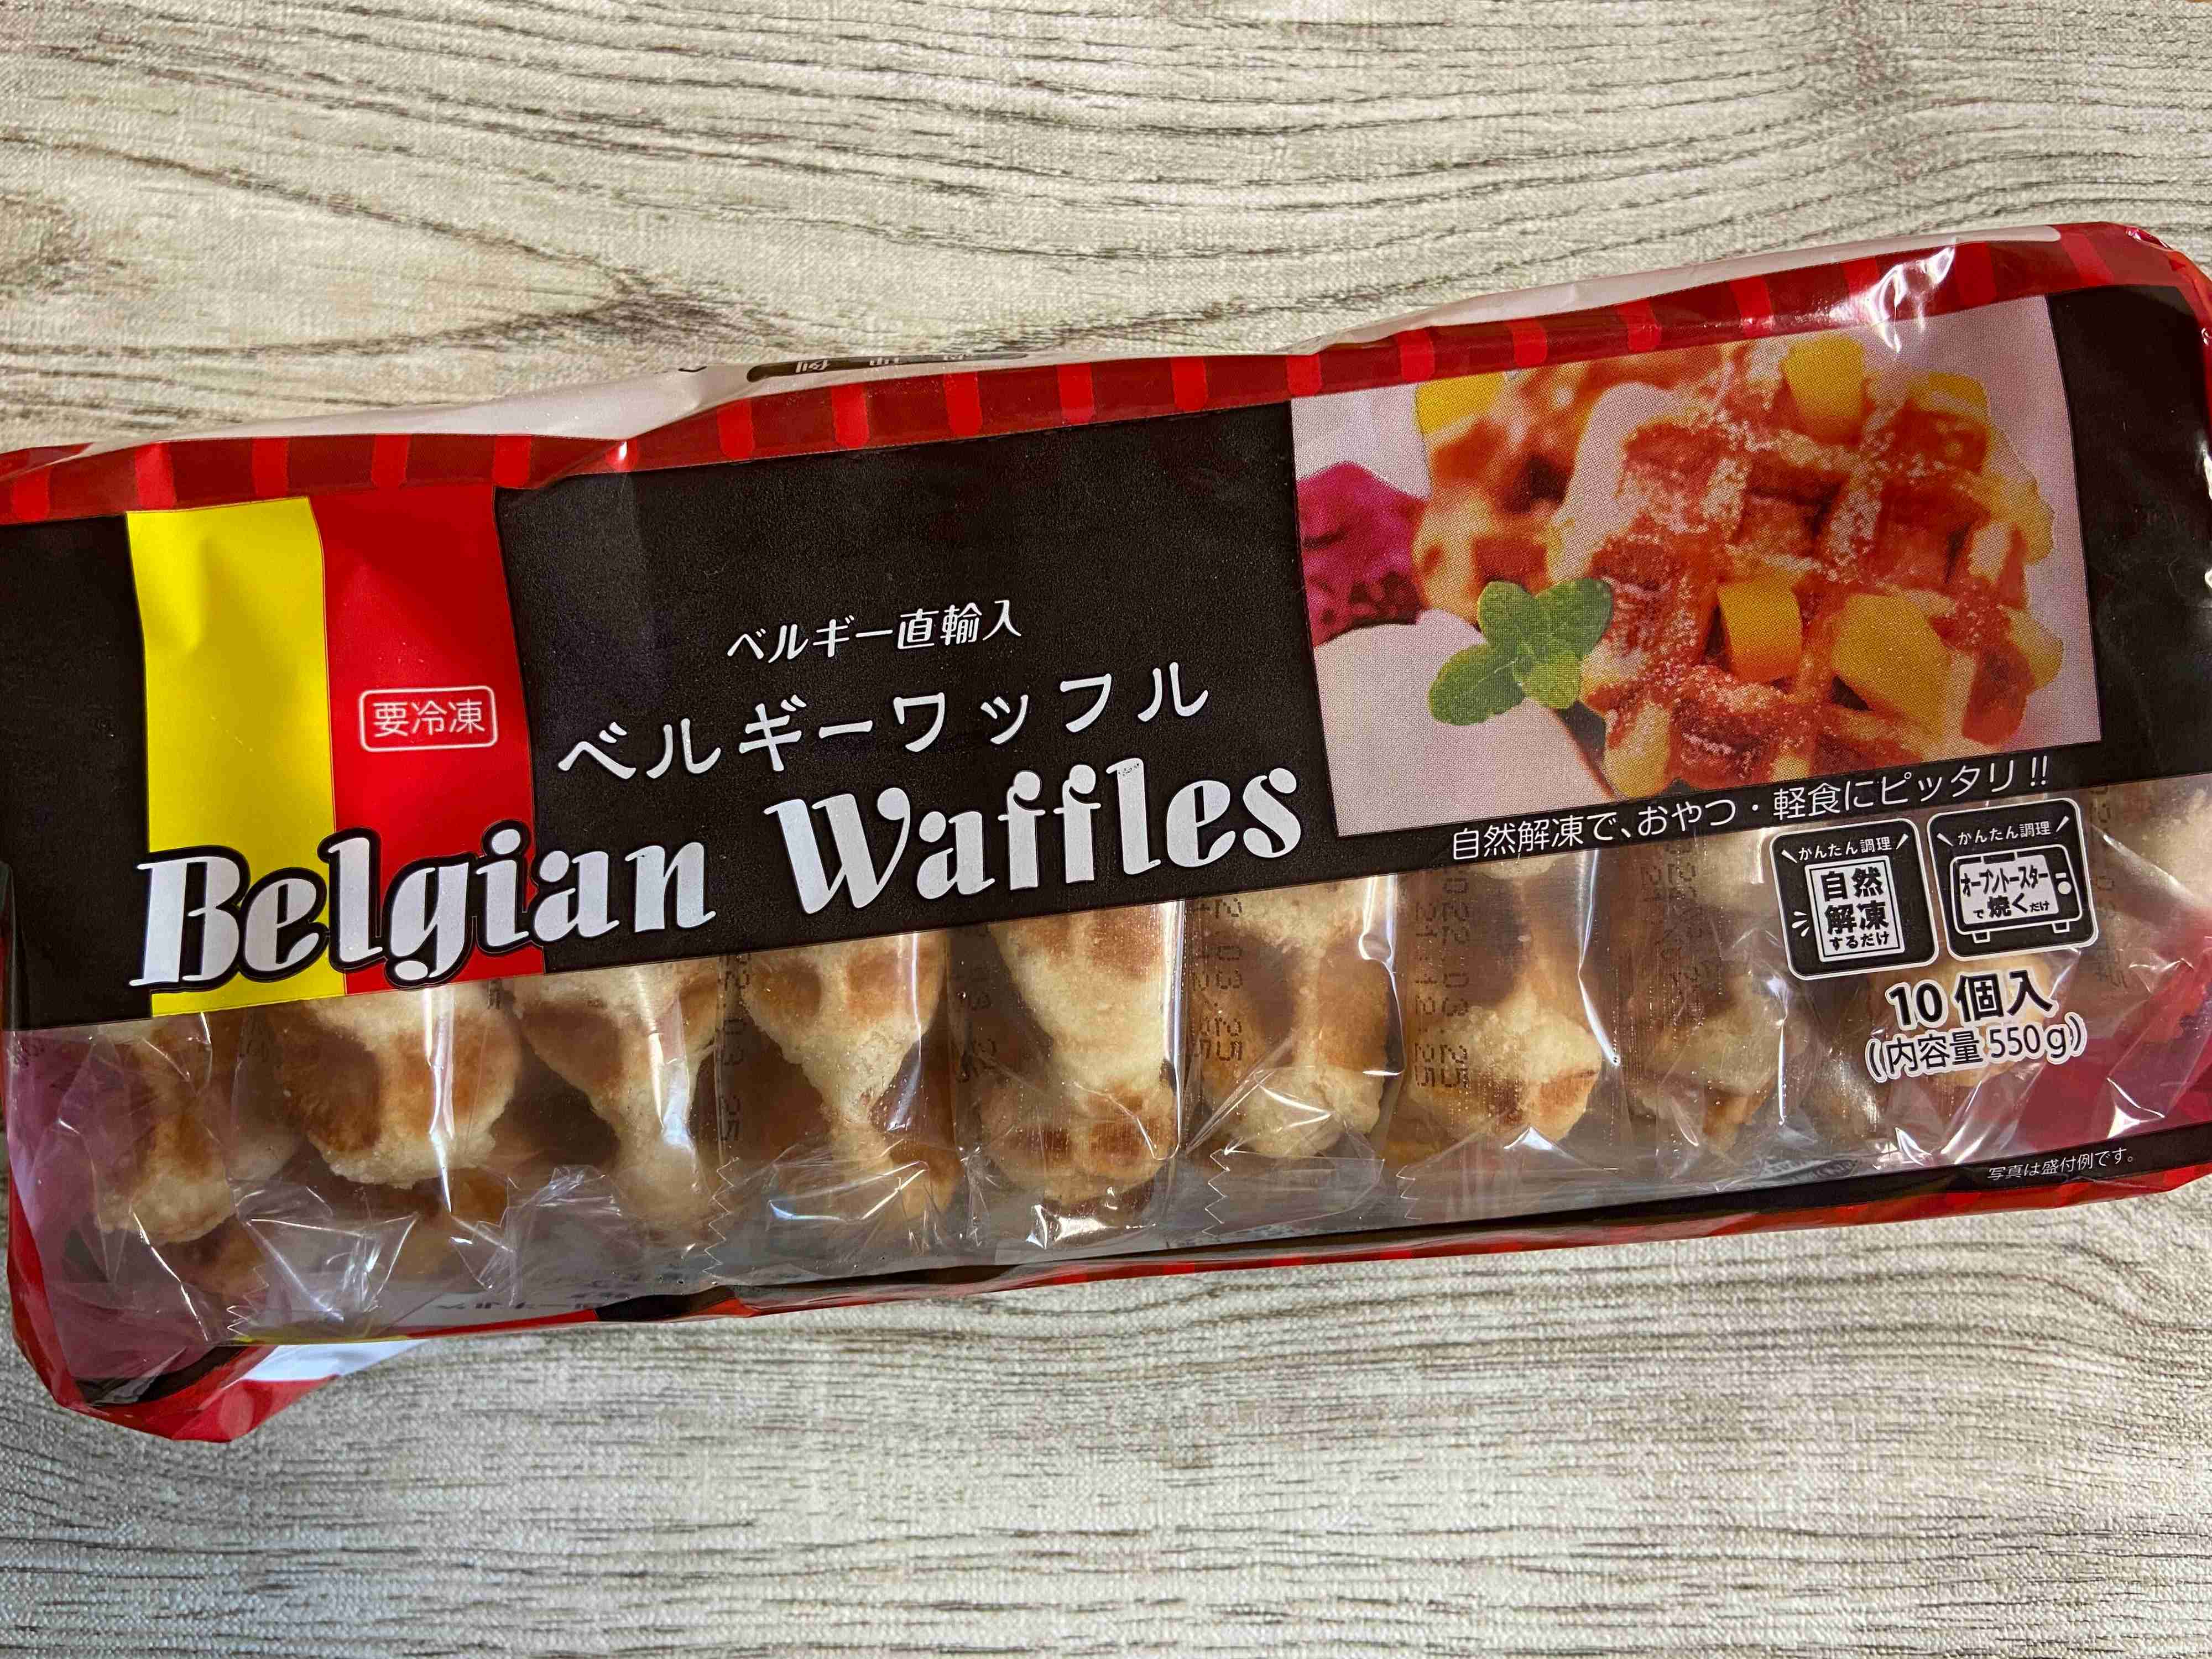 ベルギー直輸入
要冷凍
ベルギーワッフル
Belgian Waffles
自然解凍で、おやつ・軽食にピッタリ!!
かんたん調理
自然
解凍
するだけ
かんたん調理
オーブントースター
で焼くだけ
10個入
(内容量550g)
写真は盛付例です。